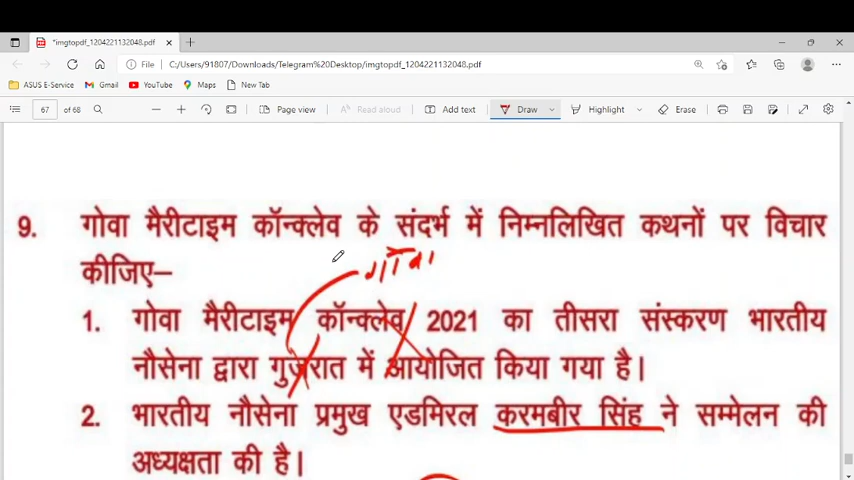 *imgtopdf_1204221132048.pdf
File C:/Users/91807/Downloads/Telegram%20Desktop/imgtopdf_1204221132048.pdf
ASUS E-Service Gmail YouTube Maps New Tab
67 of 68 Page view Read aloud Add text Draw Highlight Erase
9. गोवा मैरीटाइम कॉन्क्लेव के संदर्भ में निम्नलिखित कथनों पर विचार
कीजिए–
गोवा
1. गोवा मैरीटाइम कॉन्क्लेव 2021 का तीसरा संस्करण भारतीय
नौसेना द्वारा गुजरात में आयोजित किया गया है।
2. भारतीय नौसेना प्रमुख एडमिरल करमबीर सिंह ने सम्मेलन की
अध्यक्षता की है।